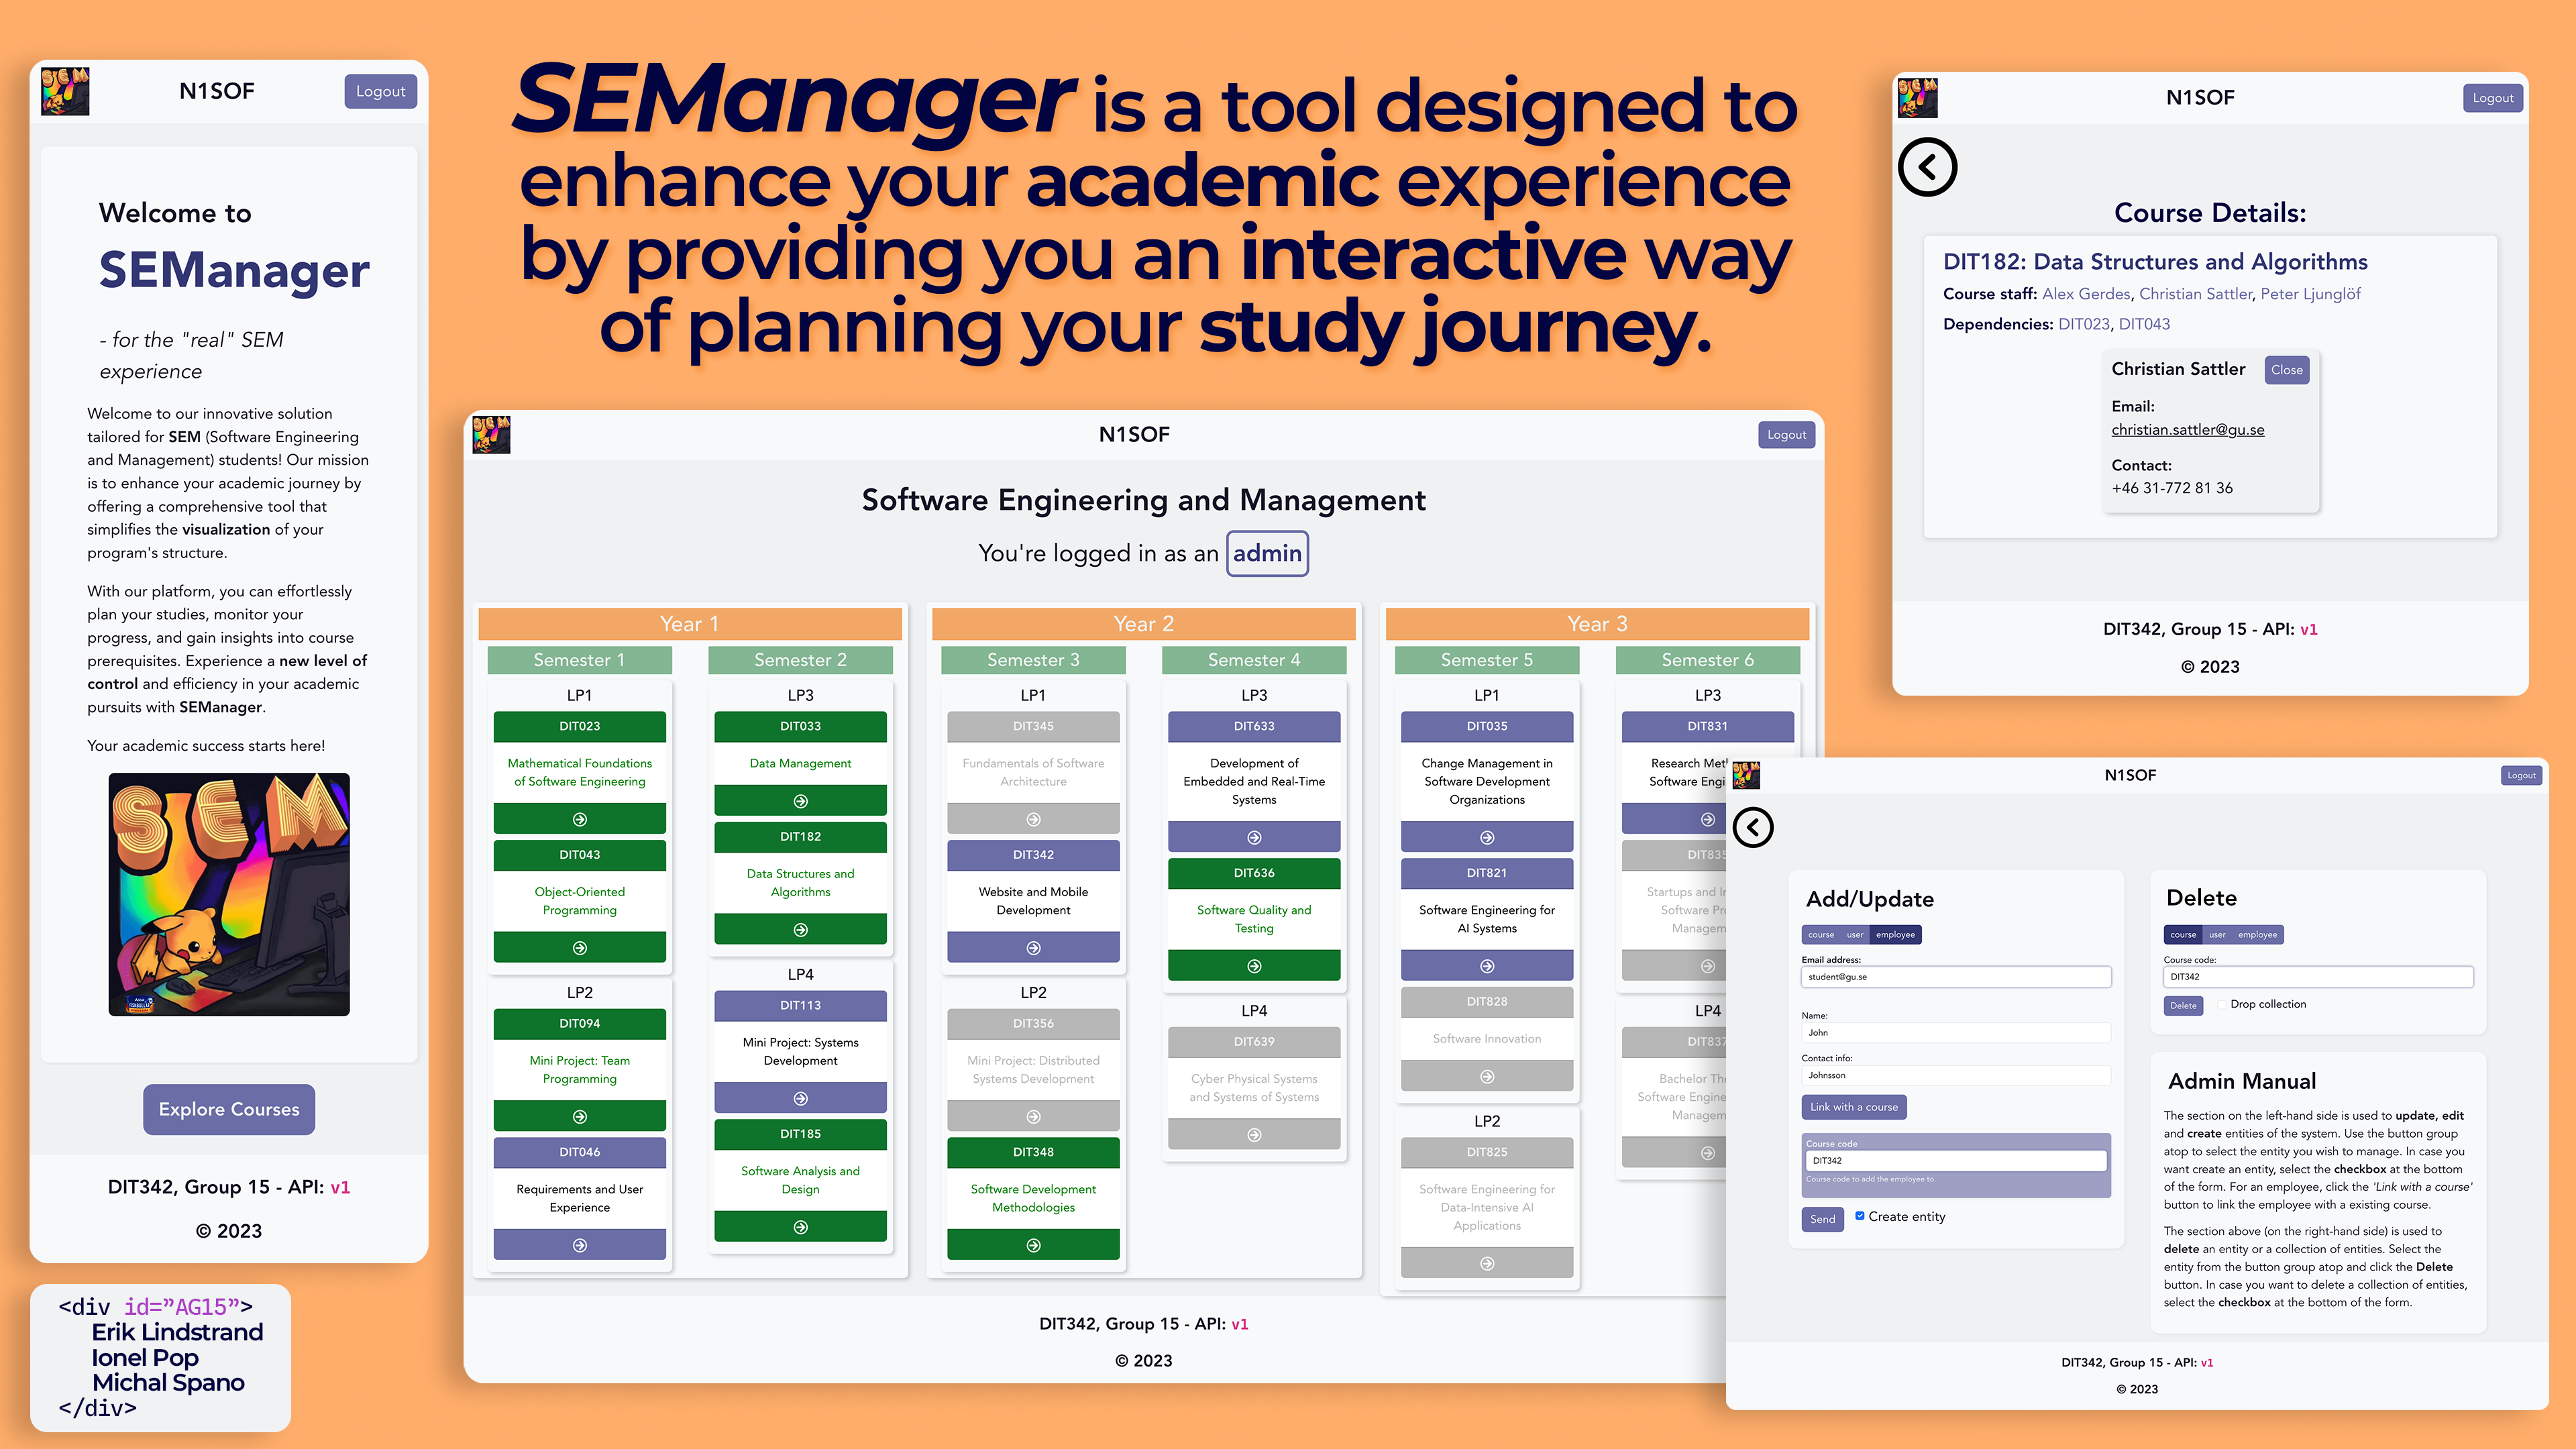 SEManager is a tool designed to
enhance your academic experience
by providing you an interactive way
of planning your study journey.
SEM
N1SOF
Logout
Welcome to
SEManager
- for the "real" SEM
experience
Welcome to our innovative solution
tailored for SEM (Software Engineering
and Management) students! Our mission
is to enhance your academic journey by
offering a comprehensive tool that
simplifies the visualization of your
program's structure.
With our platform, you can effortlessly
plan your studies, monitor your
progress, and gain insights into course
prerequisites. Experience a new level of
control and efficiency in your academic
pursuits with SEManager.
Your academic success starts here!
SEM
Explore Courses
DIT342, Group 15 - API: v1
© 2023
<div id="AG15">
Erik Lindstrand
Ionel Pop
Michal Spano
</div>
SEM
N1SOF
Logout
Software Engineering and Management
You're logged in as an admin
Year 1
Semester 1
LP1
DIT023
Mathematical Foundations
of Software Engineering
DIT043
Object-Oriented
Programming
LP2
DIT094
Mini Project: Team
Programming
DIT046
Requirements and User
Experience
Semester 2
LP3
DIT033
Data Management
DIT182
Data Structures and
Algorithms
LP4
DIT113
Mini Project: Systems
Development
DIT185
Software Analysis and
Design
Year 2
Semester 3
LP1
DIT345
Fundamentals of Software
Architecture
DIT342
Website and Mobile
Development
LP2
DIT356
Mini Project: Distributed
Systems Development
DIT348
Software Development
Methodologies
Semester 4
LP3
DIT633
Development of
Embedded and Real-Time
Systems
DIT636
Software Quality and
Testing
LP4
DIT639
Cyber Physical Systems
and Systems of Systems
Year 3
Semester 5
LP1
DIT035
Change Management in
Software Development
Organizations
DIT821
Software Engineering for
AI Systems
DIT828
Software Innovation
LP2
DIT825
Software Engineering for
Data-Intensive AI
Applications
Semester 6
LP3
DIT831
Research Met
Software Engi
DIT835
Startups and I
Software Pr
Managem
LP4
DIT837
Bachelor The
Software Engine
Managem
DIT342, Group 15 - API: v1
© 2023
SEM
N1SOF
Logout
Course Details:
DIT182: Data Structures and Algorithms
Course staff: Alex Gerdes, Christian Sattler, Peter Ljunglöf
Dependencies: DIT023, DIT043
Christian Sattler
Close
Email:
christian.sattler@gu.se
Contact:
+46 31-772 81 36
DIT342, Group 15 - API: v1
© 2023
SEM
N1SOF
Logout
Add/Update
course user employee
Email address:
student@gu.se
Name:
John
Contact info:
Johnsson
Link with a course
Course code
DIT342
Course code to add the employee to.
Send
Create entity
Delete
course user employee
Course code:
DIT342
Delete
Drop collection
Admin Manual
The section on the left-hand side is used to update, edit
and create entities of the system. Use the button group
atop to select the entity you wish to manage. In case you
want create an entity, select the checkbox at the bottom
of the form. For an employee, click the 'Link with a course'
button to link the employee with a existing course.
The section above (on the right-hand side) is used to
delete an entity or a collection of entities. Select the
entity from the button group atop and click the Delete
button. In case you want to delete a collection of entities,
select the checkbox at the bottom of the form.
DIT342, Group 15 - API: v1
© 2023